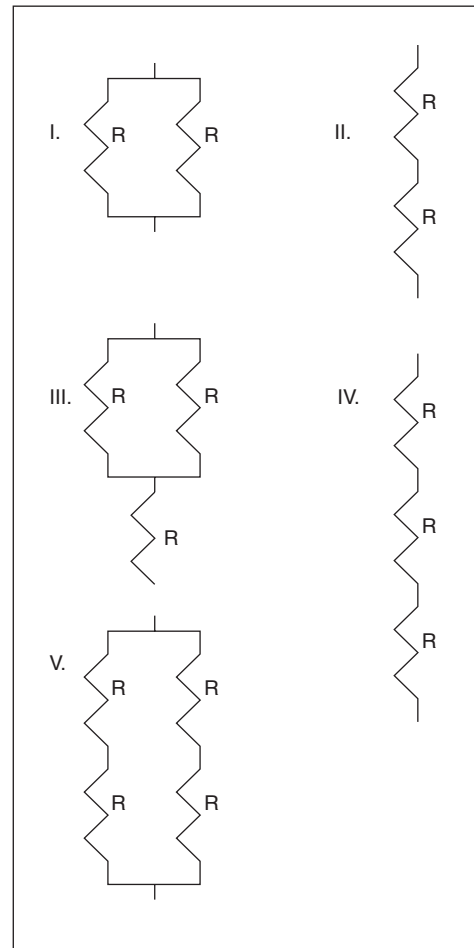 I. R R
II. R
R
III. R R
R
IV. R
R
R
V. R R
R R